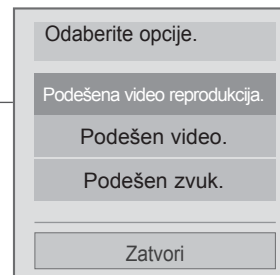 Odaberite opcije.
Podešena video reprodukcija.
Podešen video.
Podešen zvuk.
Zatvori